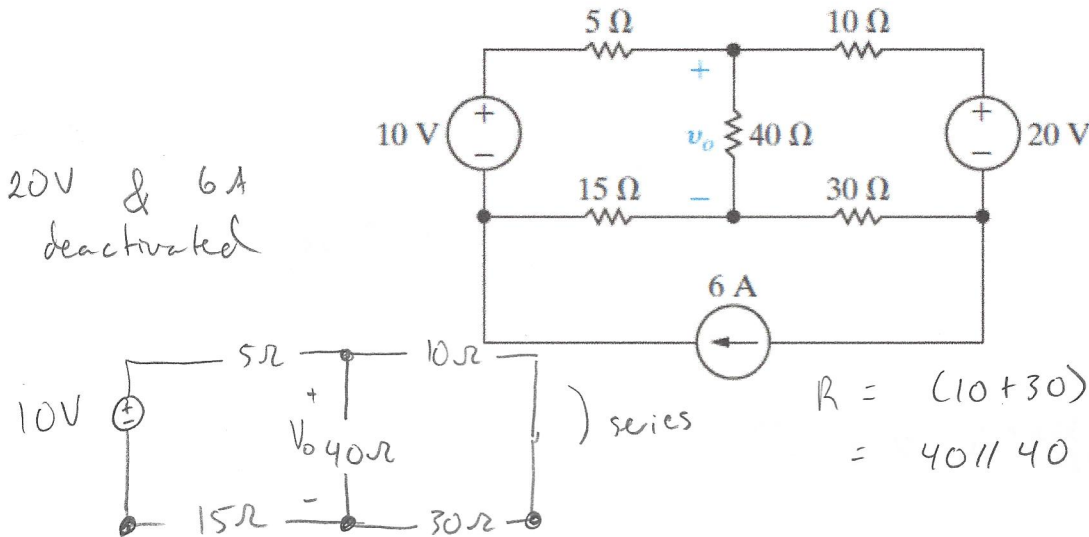 5 Ω 10 Ω
+
10 V + − vₒ 40 Ω + − 20 V
20V & 6A
15 Ω − 30 Ω
deactivated
6 A
5Ω 10Ω
R = (10+30)
10V + − + Vₒ 40Ω ) series
= 40 // 40
−
15Ω 30Ω